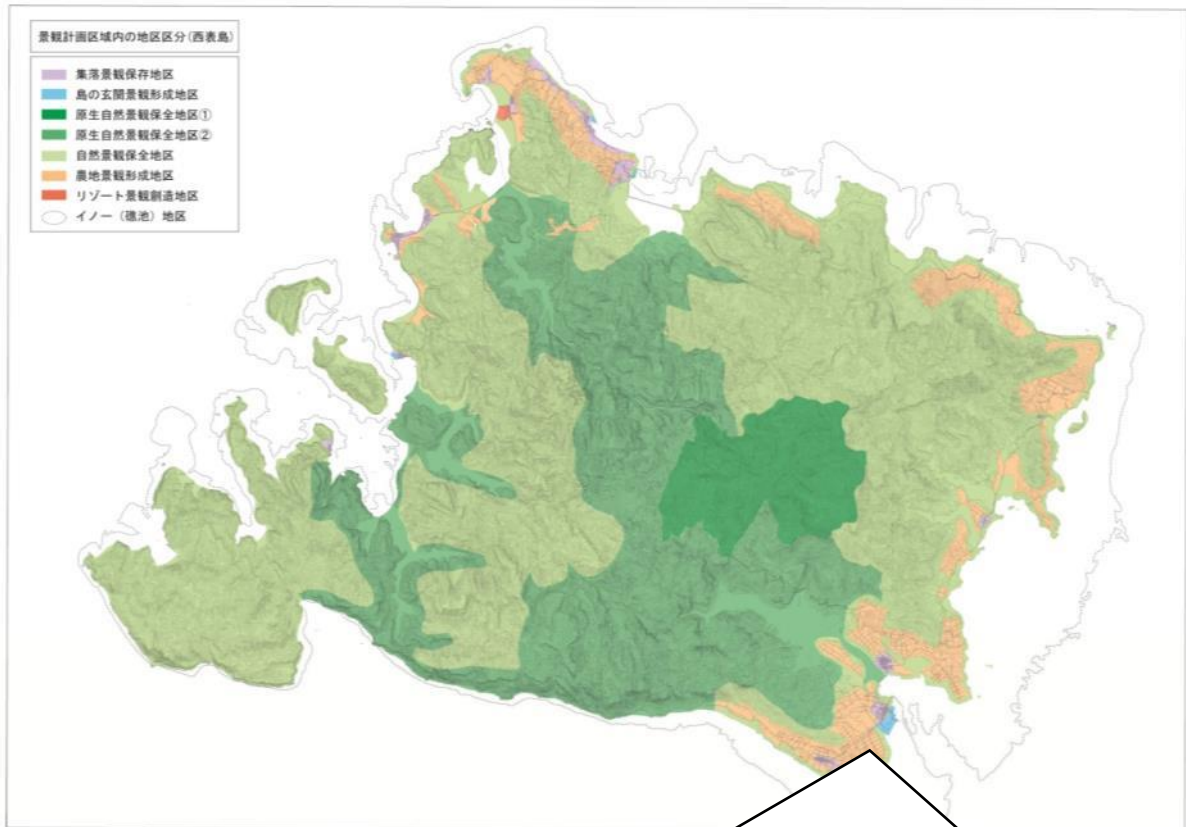 景観計画区域内の地区区分(西表島)
集落景観保存地区
島の玄関景観形成地区
原生自然景観保全地区①
原生自然景観保全地区②
自然景観保全地区
農地景観形成地区
リゾート景観創造地区
イノー（礁池）地区